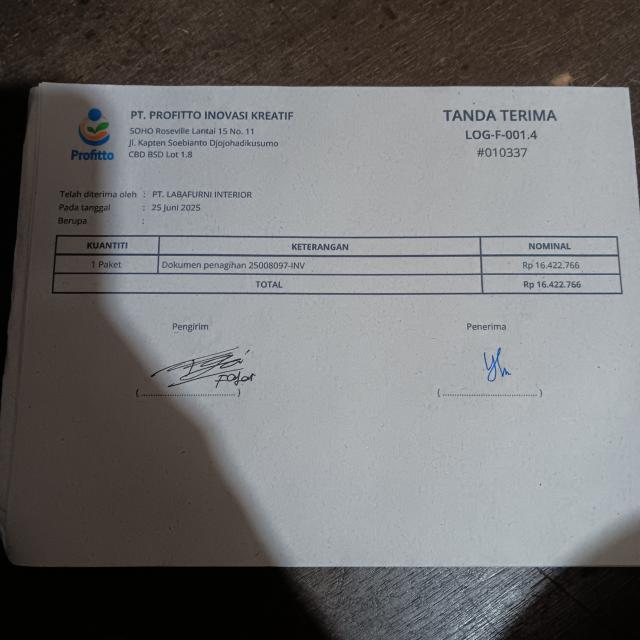 PT. PROFITTO INOVASI KREATIF
SOHO Roseville Lantai 15 No. 11
Jl. Kapten Soebianto Djojohadikusumo
CBD BSD Lot 1.8
Profitto
TANDA TERIMA
LOG-F-001.4
#010337
Telah diterima oleh : PT. LABAFURNI INTERIOR
Pada tanggal : 25 Juni 2025
Berupa :
KUANTITI KETERANGAN NOMINAL
1 Paket Dokumen penagihan 25008097-INV Rp 16.422.766
TOTAL Rp 16.422.766
Pengirim Penerima
Fajar
(................................) (................................)